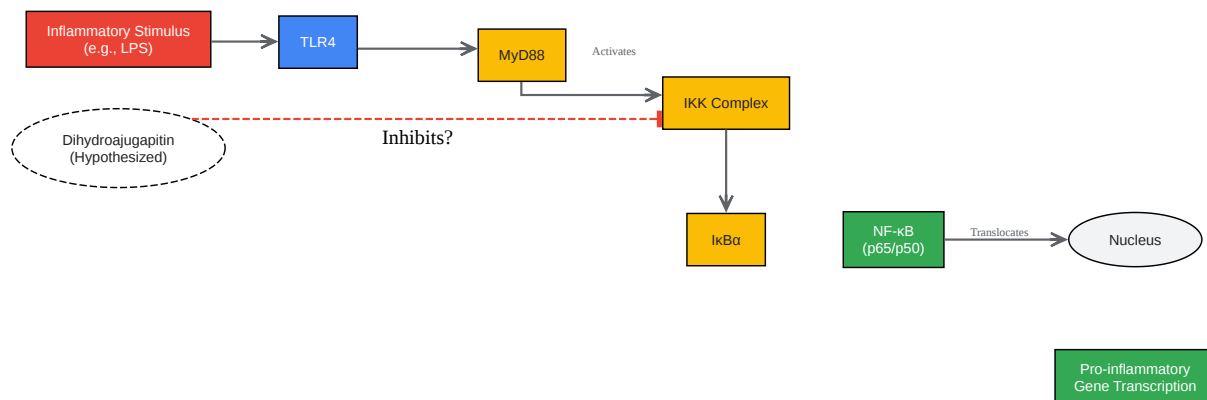 Inflammatory Stimulus
(e.g., LPS)
TLR4
MyD88
Activates
IKK Complex
Dihydroajugapitin
(Hypothesized)
Inhibits?
IκBα
NF-κB
(p65/p50)
Translocates
Nucleus
Pro-inflammatory
Gene Transcription